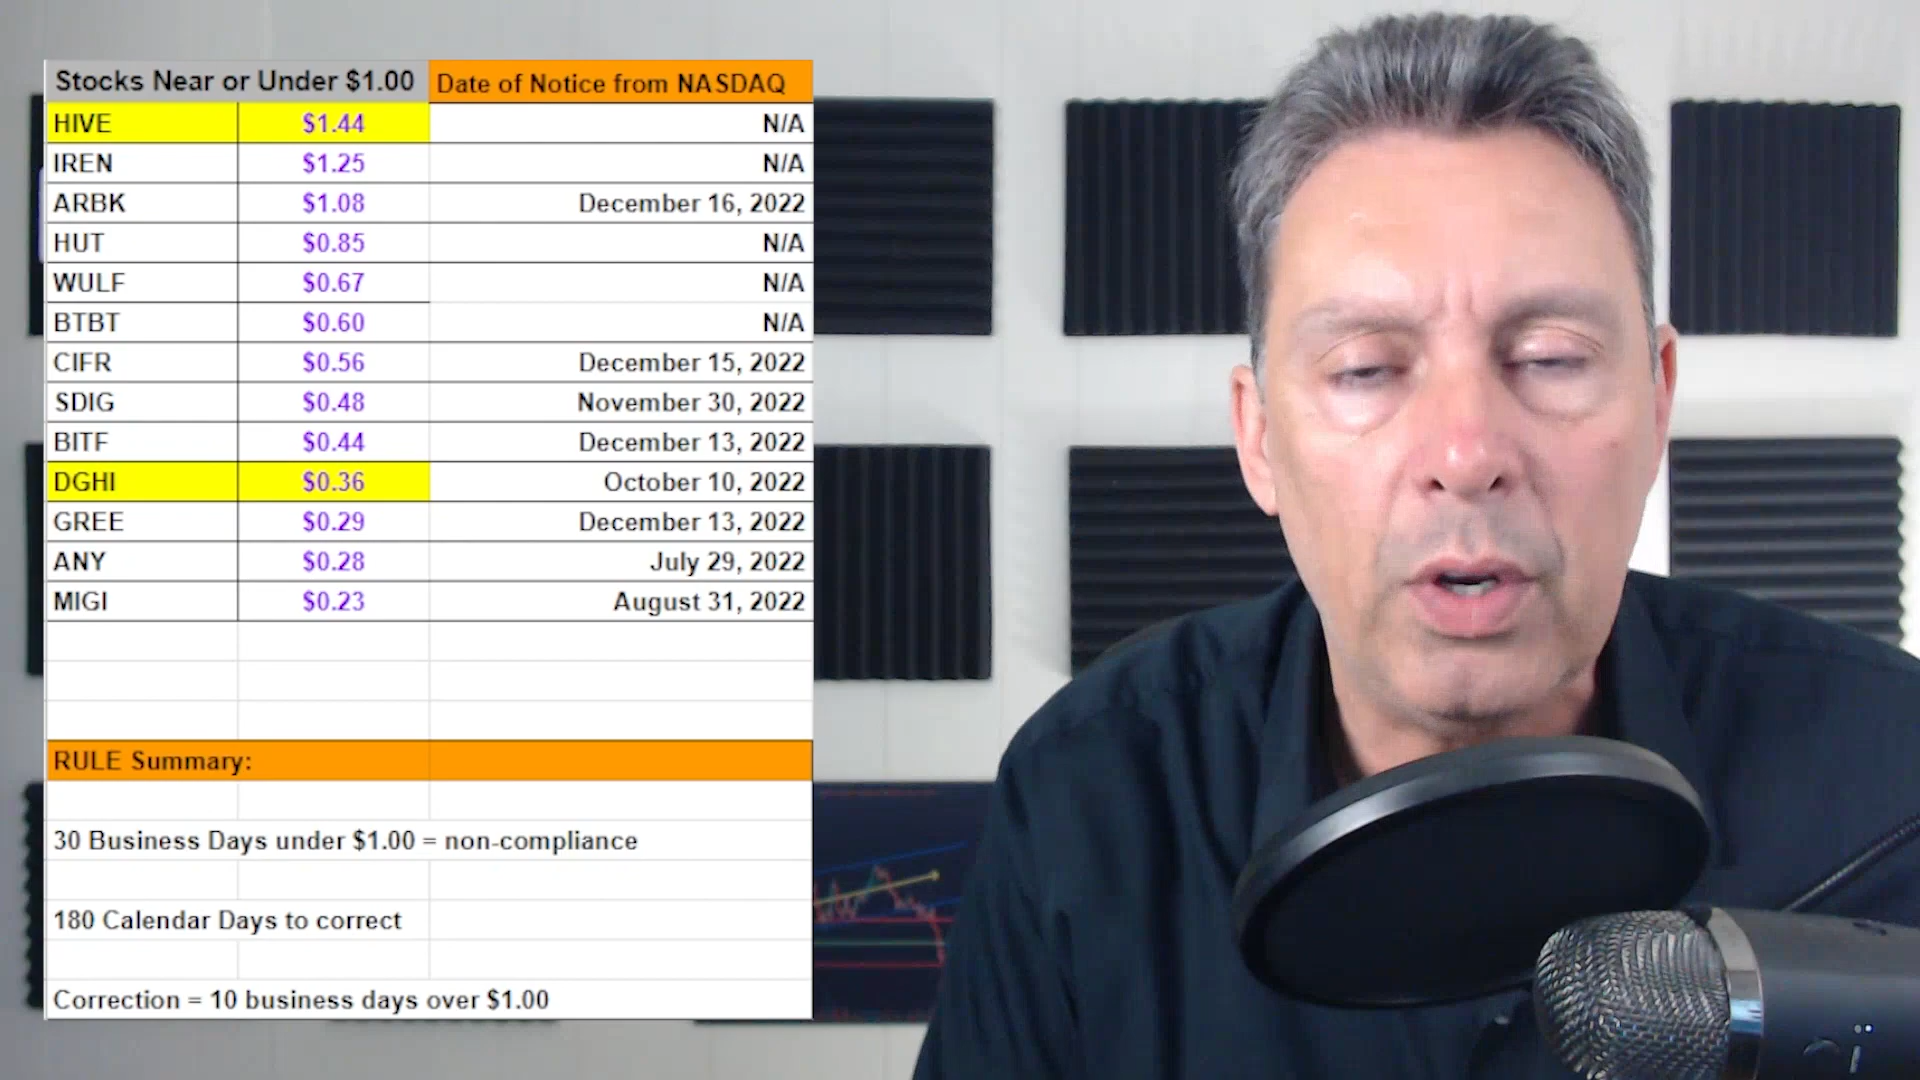 Stocks Near or Under $1.00 Date of Notice from NASDAQ
HIVE $1.44 N/A
IREN $1.25 N/A
ARBK $1.08 December 16, 2022
HUT $0.85 N/A
WULF $0.67 N/A
BTBT $0.60 N/A
CIFR $0.56 December 15, 2022
SDIG $0.48 November 30, 2022
BITF $0.44 December 13, 2022
DGHI $0.36 October 10, 2022
GREE $0.29 December 13, 2022
ANY $0.28 July 29, 2022
MIGI $0.23 August 31, 2022
RULE Summary:
30 Business Days under $1.00 = non-compliance
180 Calendar Days to correct
Correction = 10 business days over $1.00